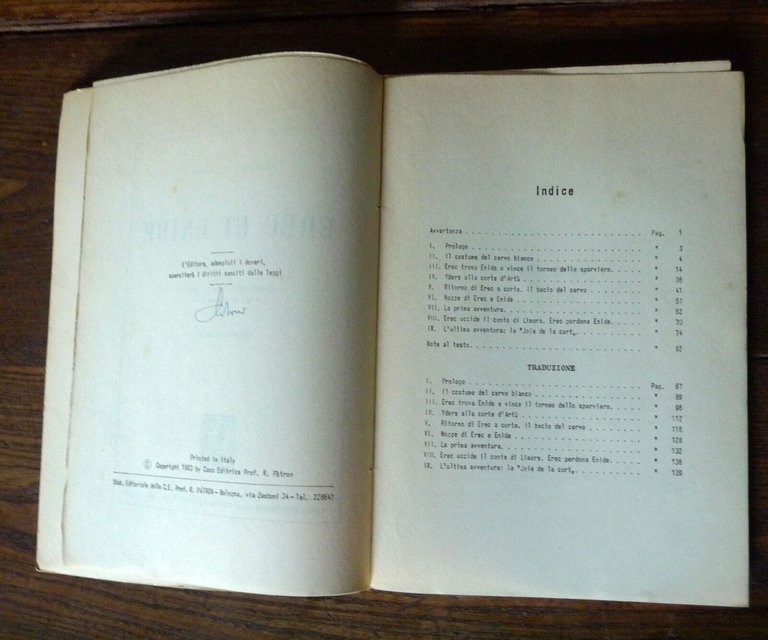 L'Editore, adempiuti i doveri,
eserciterà i diritti sanciti dalle leggi
Printed in Italy
© Copyright 1963 by Casa Editrice Prof. R. Pàtron
Stab. Editoriale della C.E. Prof. R. PÀTRON - Bologna, via Zamboni 34 - Tel.
Indice
Avvertenza . . . . . . . . . . Pag. 1
I. Prologo . . . . . . . . . . " 3
II. Il costume del cervo bianco . . . . . . . . . . " 4
III. Erec trova Enide e vince il torneo dello sparviero. . . . . . " 14
IV. Ydere alla corte d'Artù . . . . . . . . . . " 36
V. Ritorno di Erec a corte. Il bacio del cervo . . . . . . . " 41
VI. Nozze di Erec e Enide . . . . . . . . . . " 57
VII. La prima avventura. . . . . . . . . . . " 62
VIII. Erec uccide il conte di Limors. Erec perdona Enide. . . . . . " 70
IX. L'ultima avventura: la "Joie de la cort„. . . . . . . . " 74
Note al testo. . . . . . . . . . . " 82
TRADUZIONE
I. Prologo . . . . . . . . . . Pag. 87
II. Il costume del cervo bianco . . . . . . . . . . " 89
III. Erec trova Enide e vince il torneo dello sparviero. . . . . . "
IV. Ydere alla corte d'Artù . . . . . . . . . . " 112
V. Ritorno di Erec a corte. Il bacio del cervo . . . . . . . " 116
VI. Nozze di Erec e Enide . . . . . . . . . . " 128
VII. La prima avventura. . . . . . . . . . . " 132
VIII. Erec uccide il conte di Limors. Erec perdona Enide. . . . . . " 136
IX. L'ultima avventura: la "Joie de la cort„. . . . . . . . " 139